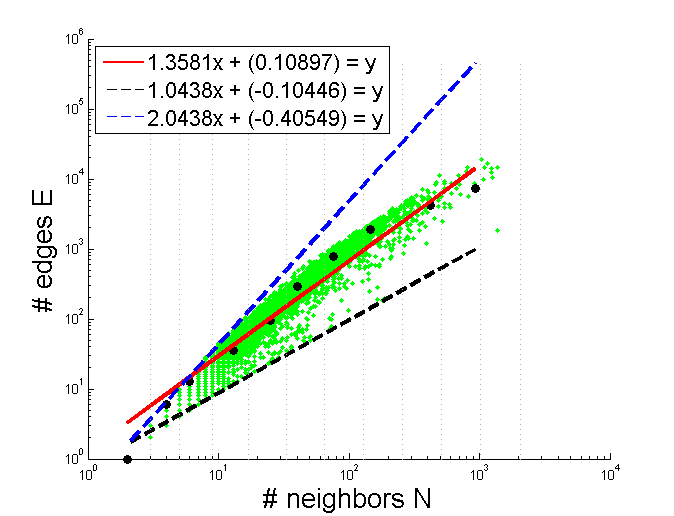 10^6
1.3581x + (0.10897) = y
1.0438x + (-0.10446) = y
2.0438x + (-0.40549) = y
10^5
10^4
10^3
10^2
10^1
10^0
# edges E
10^0 10^1 10^2 10^3 10^4
# neighbors N